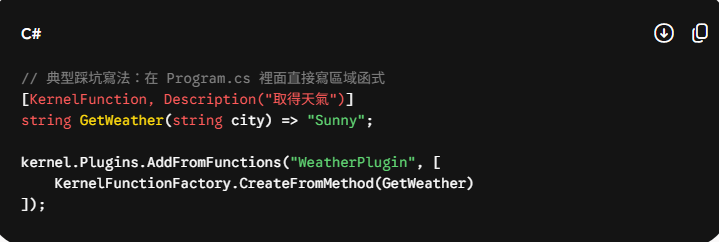 C#
// 典型踩坑寫法：在 Program.cs 裡面直接寫區域函式
[KernelFunction, Description("取得天氣")]
string GetWeather(string city) => "Sunny";
kernel.Plugins.AddFromFunctions("WeatherPlugin", [
    KernelFunctionFactory.CreateFromMethod(GetWeather)
]);